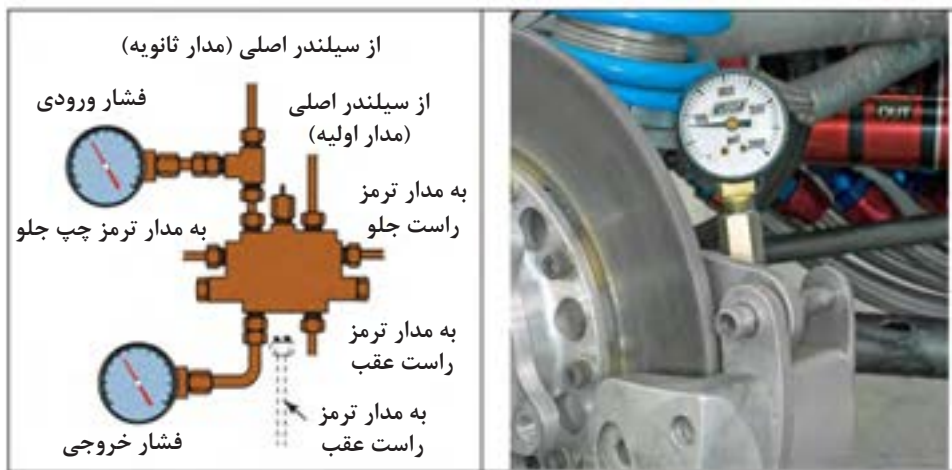 از سیلندر اصلی (مدار ثانویه)
فشار ورودی
از سیلندر اصلی
(مدار اولیه)
به مدار ترمز
راست جلو
به مدار ترمز چپ جلو
به مدار ترمز
راست عقب
به مدار ترمز
راست عقب
فشار خروجی
OUT